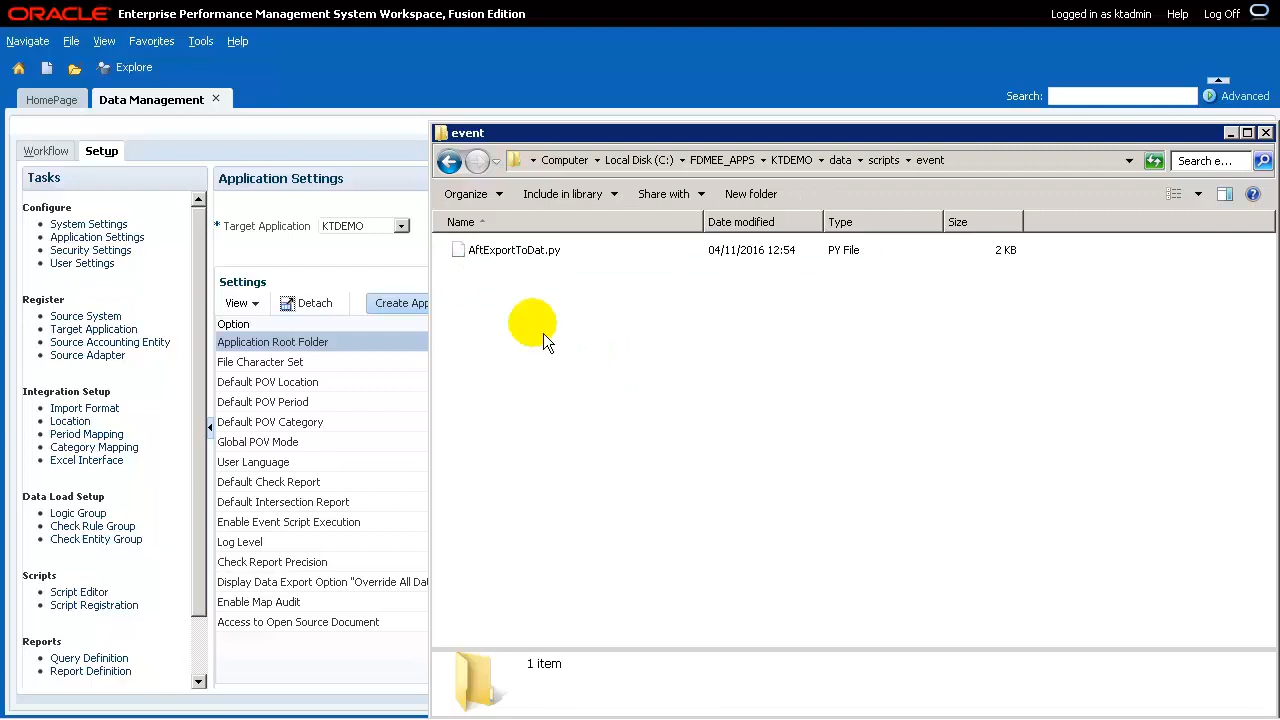 ORACLE Enterprise Performance Management System Workspace, Fusion Edition
Logged in as ktadmin Help Log Off
Navigate File View Favorites Tools Help
Explore
HomePage Data Management
Search: Advanced
Workflow Setup
Tasks
Configure
System Settings
Application Settings
Security Settings
User Settings
Register
Source System
Target Application
Source Accounting Entity
Source Adapter
Integration Setup
Import Format
Location
Period Mapping
Category Mapping
Excel Interface
Data Load Setup
Logic Group
Check Rule Group
Check Entity Group
Scripts
Script Editor
Script Registration
Reports
Query Definition
Report Definition
Application Settings
* Target Application KTDEMO
Settings
View Detach Create App
Option
Application Root Folder
File Character Set
Default POV Location
Default POV Period
Default POV Category
Global POV Mode
User Language
Default Check Report
Default Intersection Report
Enable Event Script Execution
Log Level
Check Report Precision
Display Data Export Option "Override All Dat
Enable Map Audit
Access to Open Source Document
event
Computer Local Disk (C:) FDMEE_APPS KTDEMO data scripts event
Search e...
Organize Include in library Share with New folder
Name Date modified Type Size
AftExportToDat.py 04/11/2016 12:54 PY File 2 KB
1 item